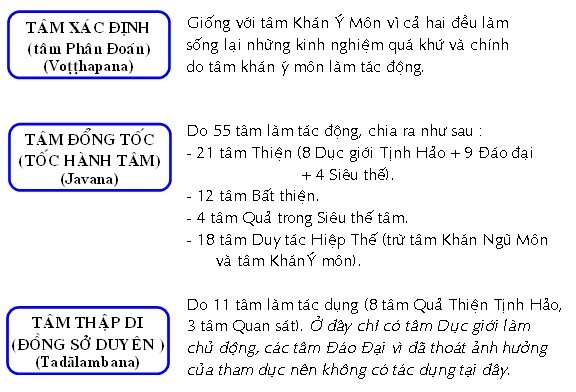 TÂM XÁC ĐỊNH
(tâm Phân Đoán)
(Voṭṭhapana)
Giống với tâm Khán Ý Môn vì cả hai đều làm
sống lại những kinh nghiệm quá khứ và chính
do tâm khán ý môn làm tác động.
TÂM ĐỔNG TỐC
(TỐC HÀNH TÂM)
(Javana)
Do 55 tâm làm tác động, chia ra như sau :
- 21 tâm Thiện (8 Dục giới Tịnh Hảo + 9 Đáo đại
+ 4 Siêu thế).
- 12 tâm Bất thiện.
- 4 tâm Quả trong Siêu thế tâm.
- 18 tâm Duy tác Hiệp Thế (trừ tâm Khán Ngũ Môn
và tâm KhánÝ môn).
TÂM THẬP DI
(ĐỒNG SỞ DUYÊN )
(Tadālambana)
Do 11 tâm làm tác dụng (8 tâm Quả Thiện Tịnh Hảo,
3 tâm Quan sát). Ở đây chỉ có tâm Dục giới làm
chủ động, các tâm Đáo Đại vì đã thoát ảnh hưởng
của tham dục nên không có tác dụng tại đây.